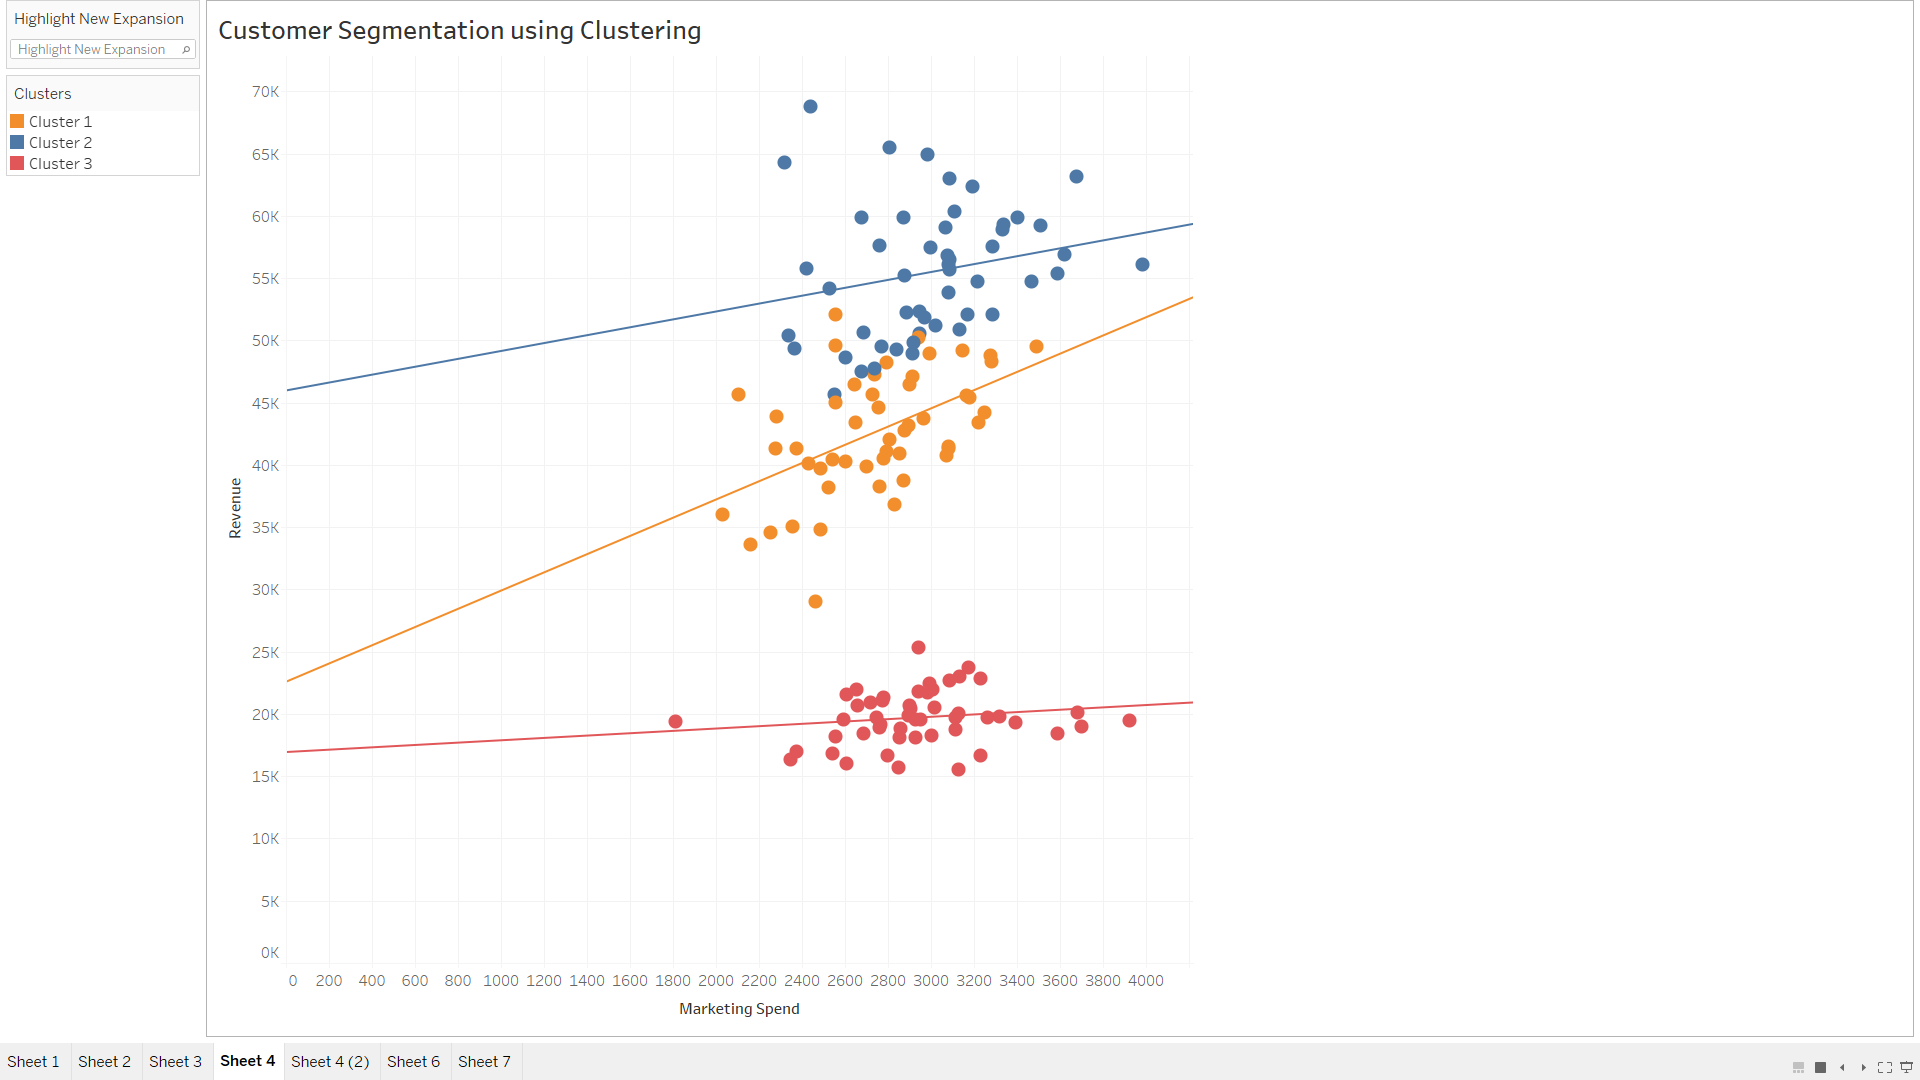 Highlight New Expansion
Highlight New Expansion
Clusters
Cluster 1
Cluster 2
Cluster 3
Customer Segmentation using Clustering
70K
65K
60K
55K
50K
45K
40K
35K
30K
25K
20K
15K
10K
5K
0K
Revenue
0 200 400 600 800 1000 1200 1400 1600 1800 2000 2200 2400 2600 2800 3000 3200 3400 3600 3800 4000
Marketing Spend
Sheet 1 Sheet 2 Sheet 3 Sheet 4 Sheet 4 (2) Sheet 6 Sheet 7